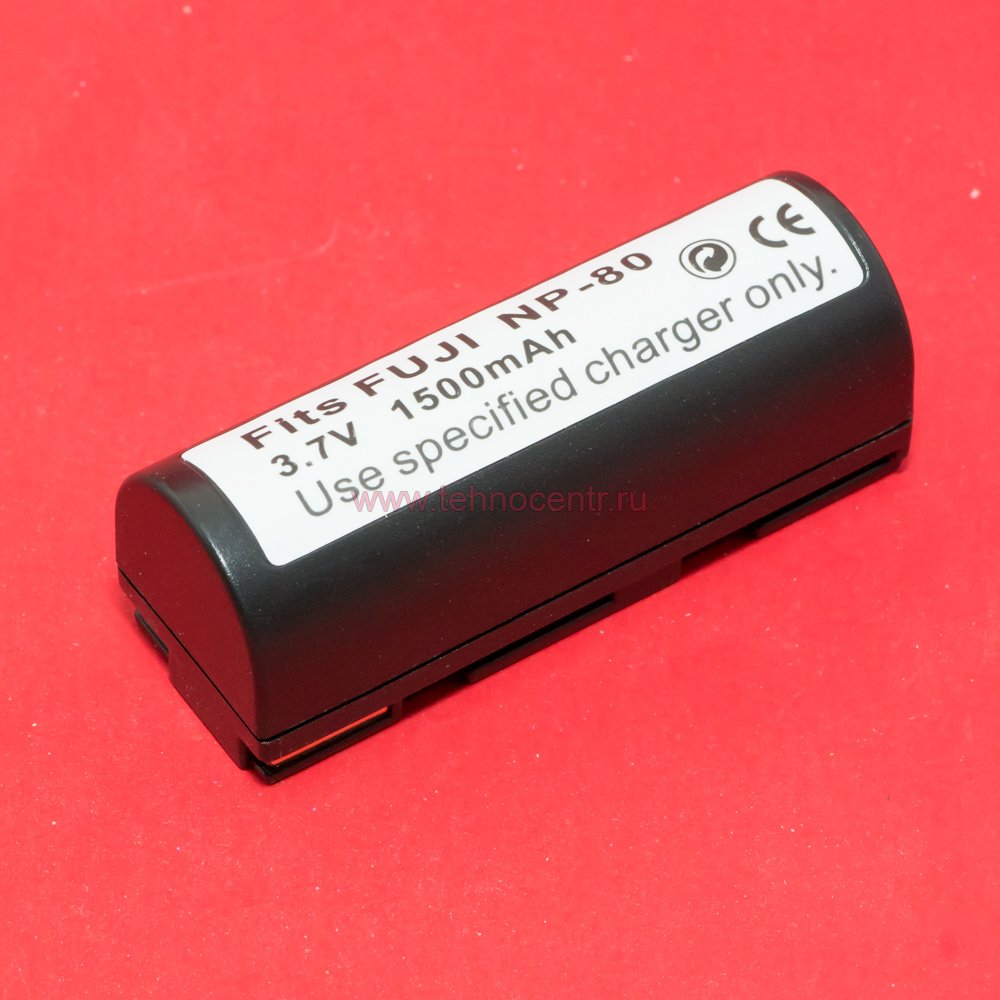 Fits FUJI NP-80
3.7V 1500mAh
Use specified charger only.
CE
www.tehnocentr.ru